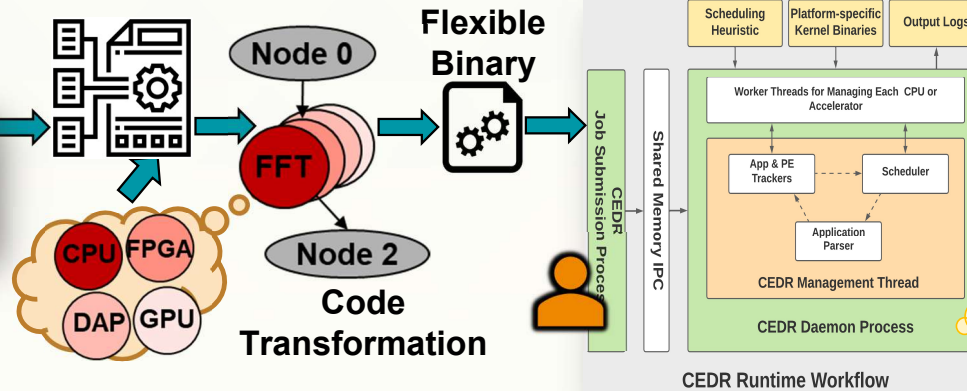 Flexible
Binary
Node 0
FFT
Node 2
Code
Transformation
CPU
FPGA
DAP
GPU
CEDR
Job Submission Proces
Shared Memory IPC
Scheduling
Heuristic
Platform-specific
Kernel Binaries
Output Logs
Worker Threads for Managing Each CPU or
Accelerator
App & PE
Trackers
Scheduler
Application
Parser
CEDR Management Thread
CEDR Daemon Process
CEDR Runtime Workflow